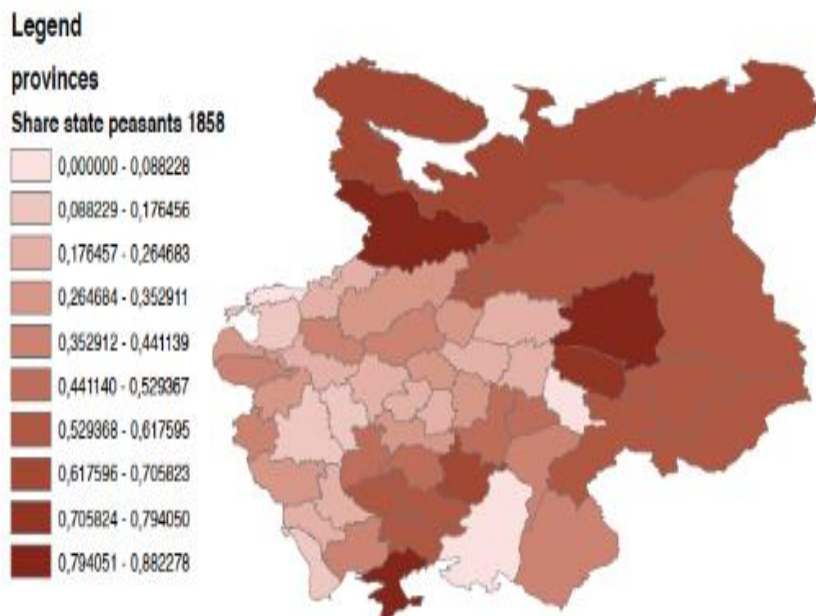 Legend
provinces
Share state peasants 1858
0,000000 - 0,088228
0,088229 - 0,176456
0,176457 - 0,264683
0,264684 - 0,352911
0,352912 - 0,441139
0,441140 - 0,529367
0,529368 - 0,617595
0,617596 - 0,705823
0,705824 - 0,794050
0,794051 - 0,882278